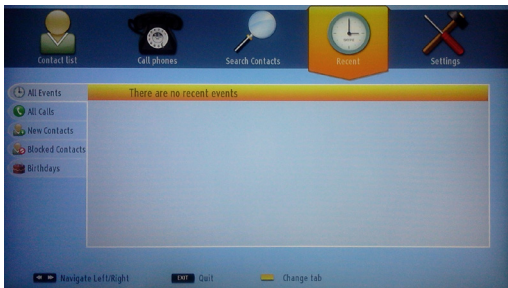 Contact list
Call phones
Search Contacts
Recent
Settings
All Events
All Calls
New Contacts
Blocked Contacts
Birthdays
There are no recent events
Navigate Left/Right
EXIT
Quit
Change tab